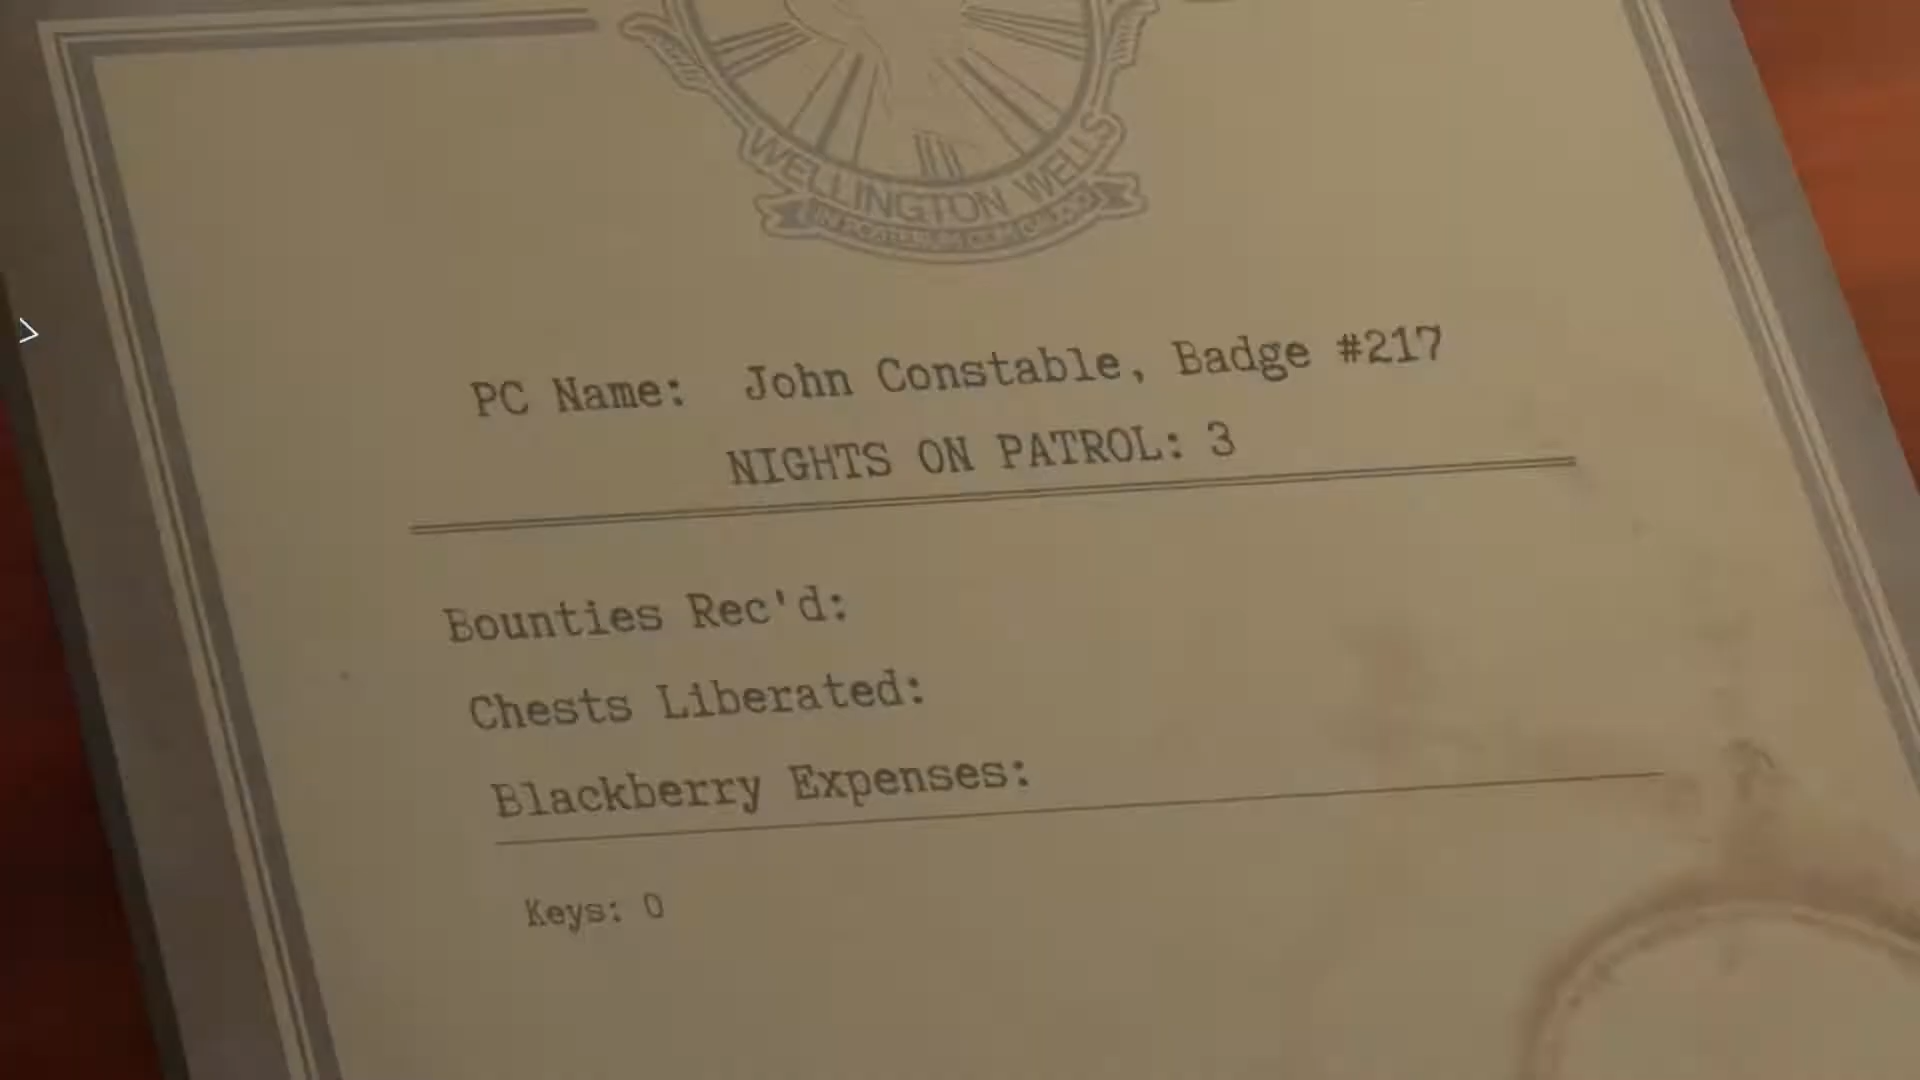 WELLINGTON WELLS
PC Name: John Constable, Badge #217
NIGHTS ON PATROL: 3
Bounties Rec'd:
Chests Liberated:
Blackberry Expenses:
Keys: 0